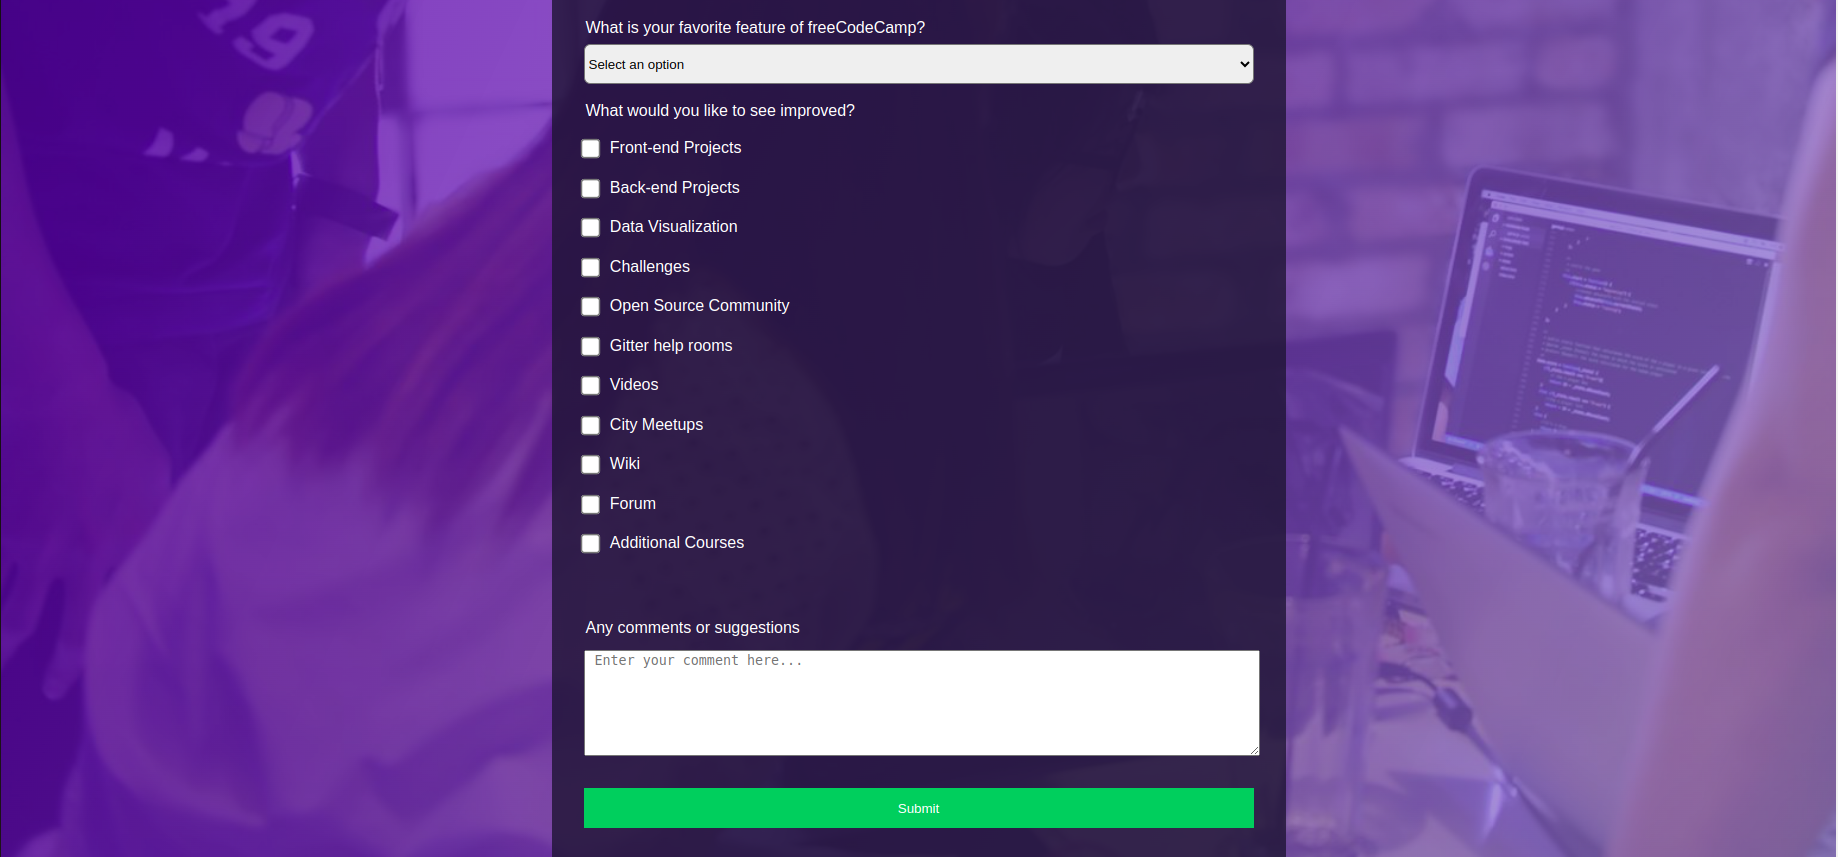 19
What is your favorite feature of freeCodeCamp?
Select an option
What would you like to see improved?
Front-end Projects
Back-end Projects
Data Visualization
Challenges
Open Source Community
Gitter help rooms
Videos
City Meetups
Wiki
Forum
Additional Courses
Any comments or suggestions
Enter your comment here...
Submit